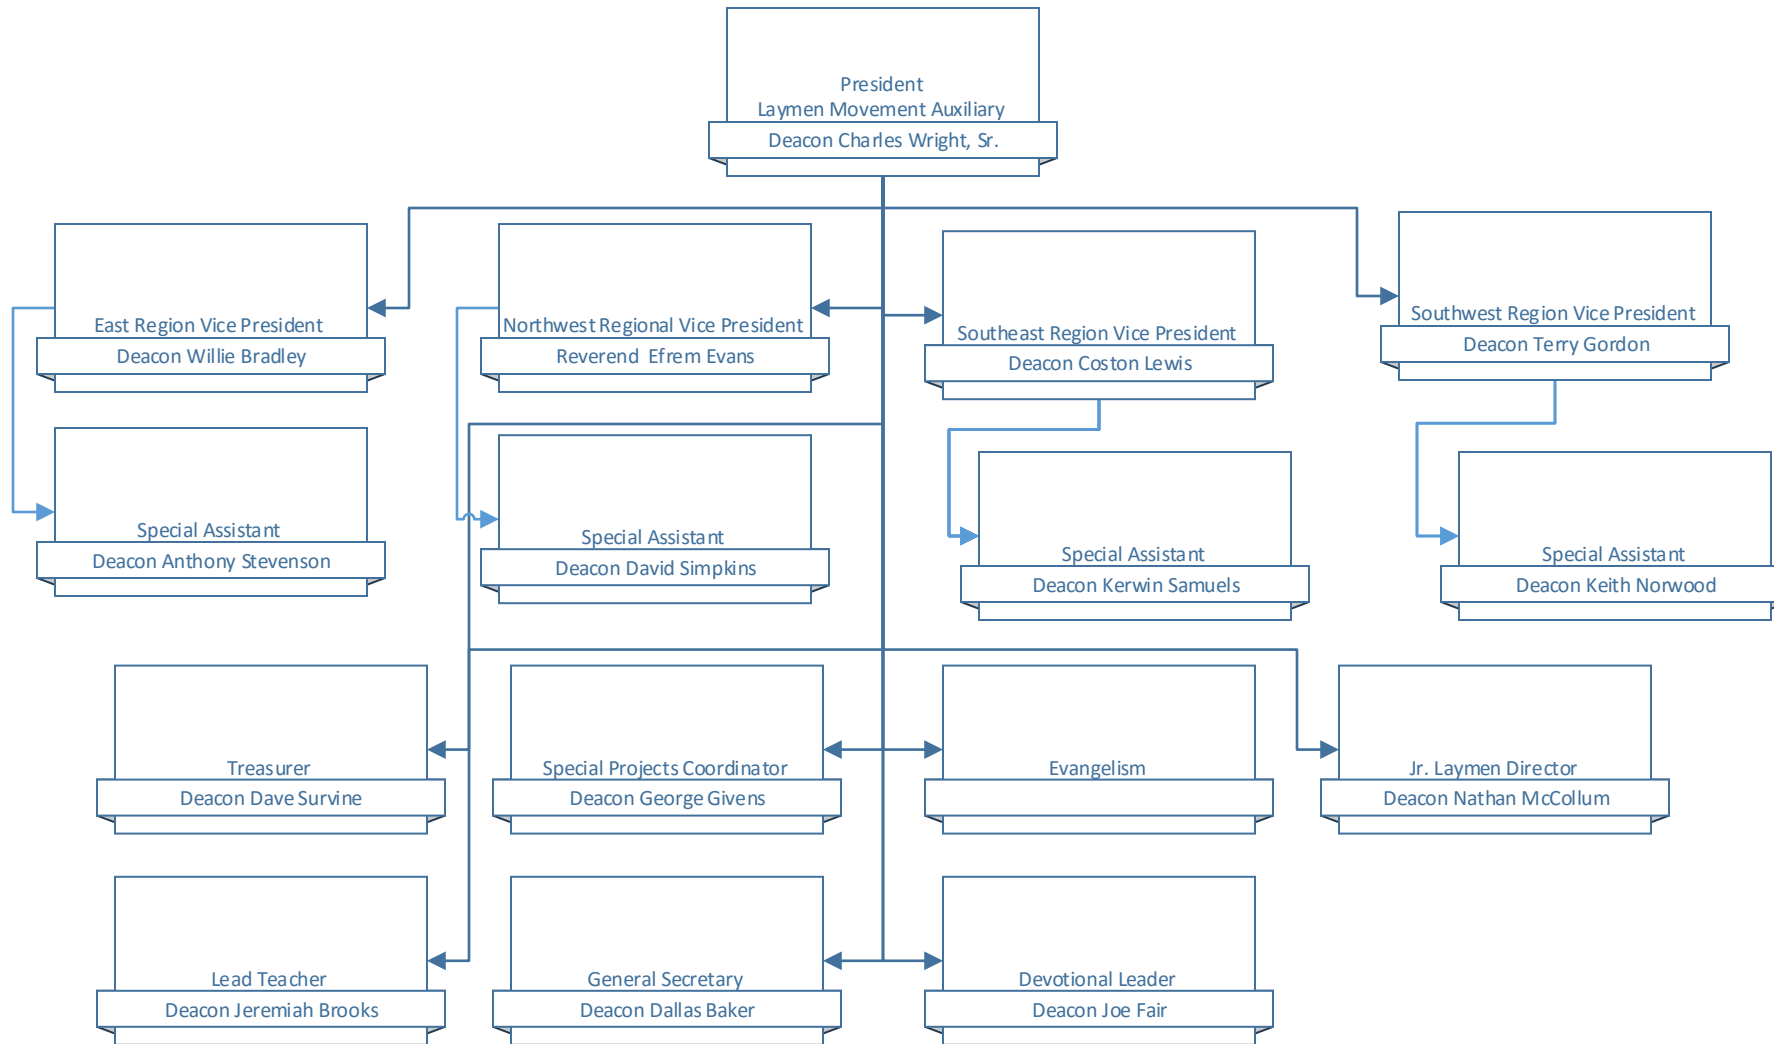 President
Laymen Movement Auxiliary
Deacon Charles Wright, Sr.
East Region Vice President
Deacon Willie Bradley
Northwest Regional Vice President
Reverend Efrem Evans
Southeast Region Vice President
Deacon Coston Lewis
Southwest Region Vice President
Deacon Terry Gordon
Special Assistant
Deacon Anthony Stevenson
Special Assistant
Deacon David Simpkins
Special Assistant
Deacon Kerwin Samuels
Special Assistant
Deacon Keith Norwood
Treasurer
Deacon Dave Survine
Special Projects Coordinator
Deacon George Givens
Evangelism
Jr. Laymen Director
Deacon Nathan McCollum
Lead Teacher
Deacon Jeremiah Brooks
General Secretary
Deacon Dallas Baker
Devotional Leader
Deacon Joe Fair